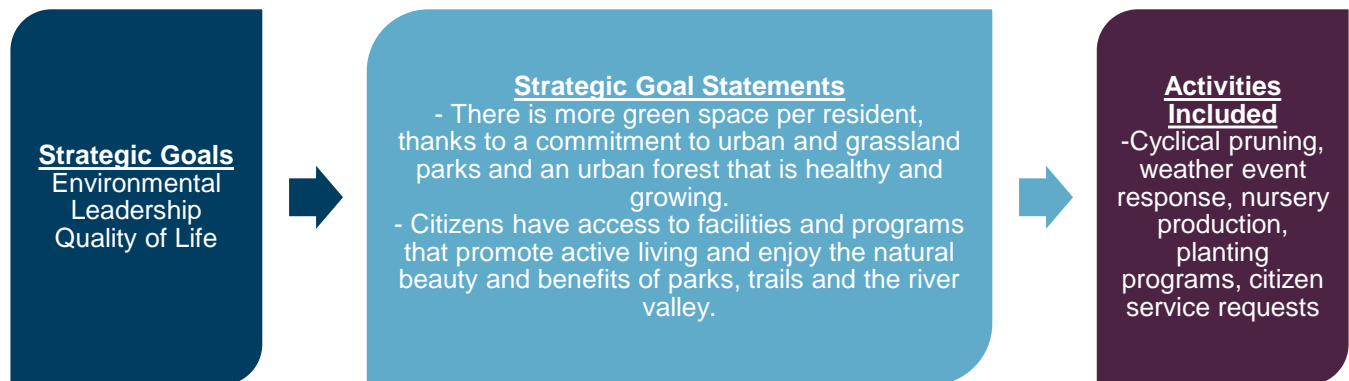 Strategic Goals
Environmental
Leadership
Quality of Life
Strategic Goal Statements
- There is more green space per resident,
thanks to a commitment to urban and grassland
parks and an urban forest that is healthy and
growing.
- Citizens have access to facilities and programs
that promote active living and enjoy the natural
beauty and benefits of parks, trails and the river
valley.
Activities
Included
-Cyclical pruning,
weather event
response, nursery
production,
planting
programs, citizen
service requests